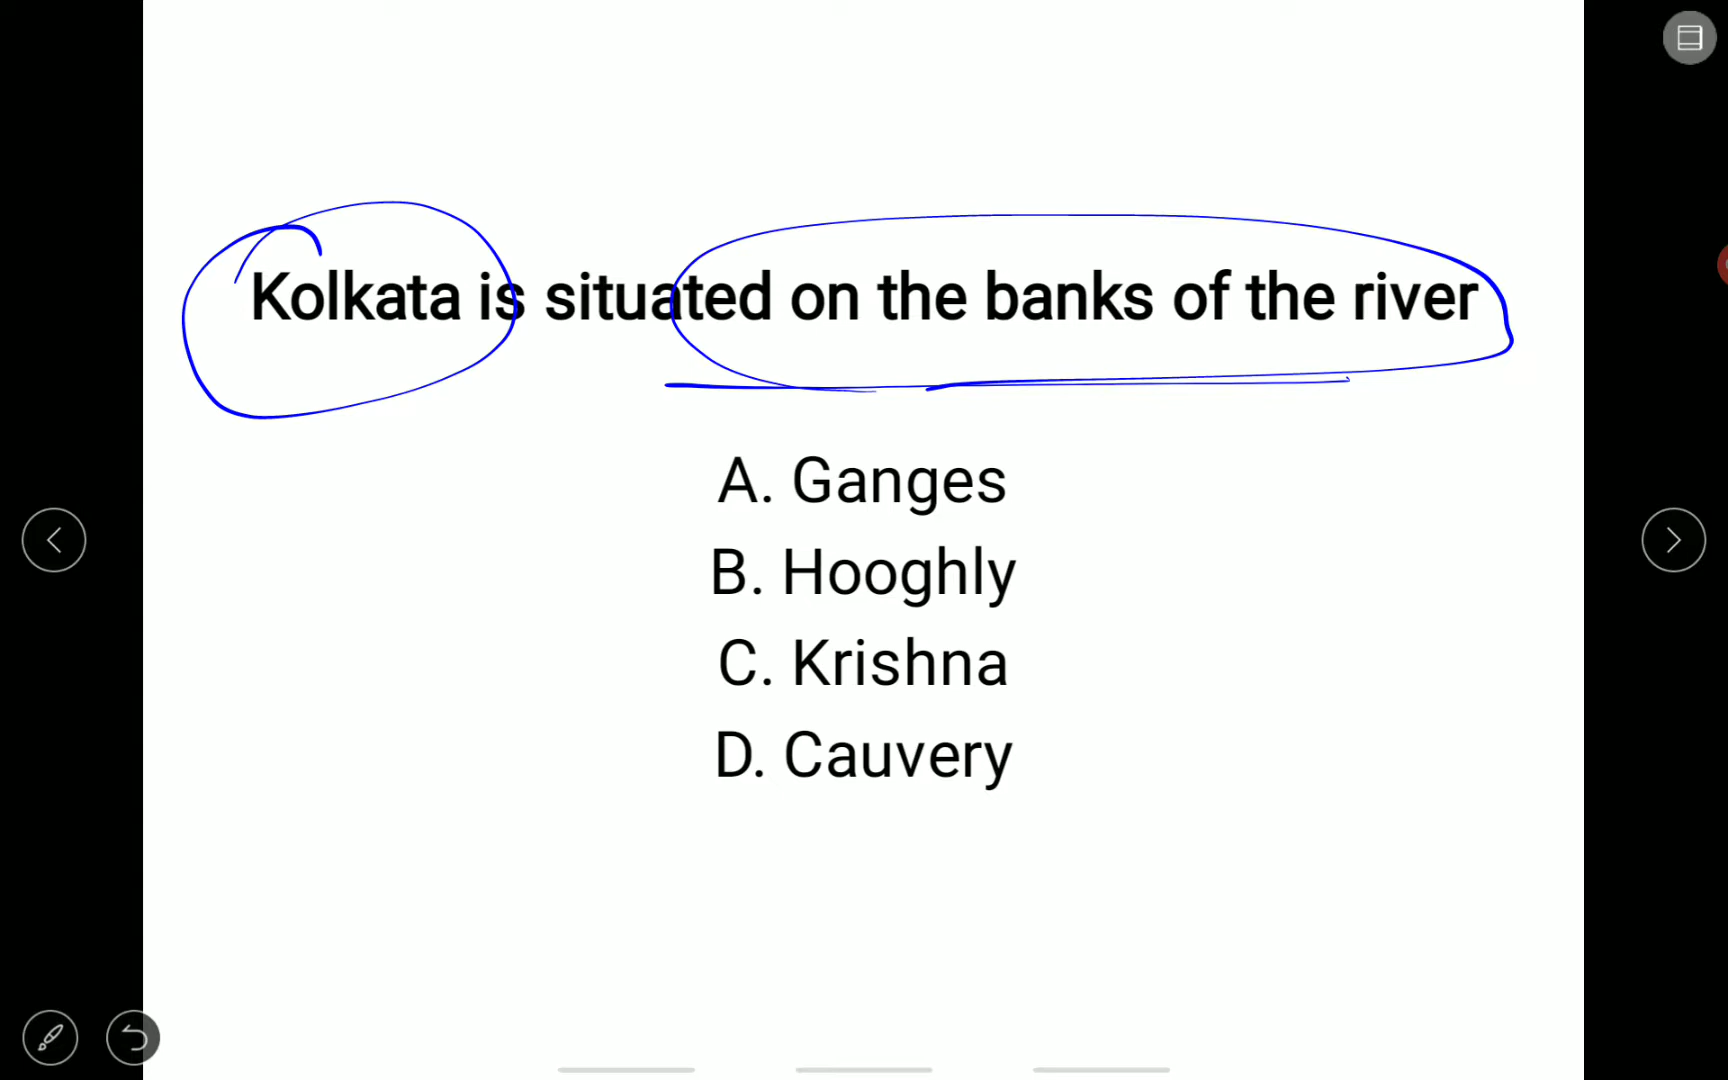 Kolkata is situated on the banks of the river
A. Ganges
B. Hooghly
C. Krishna
D. Cauvery